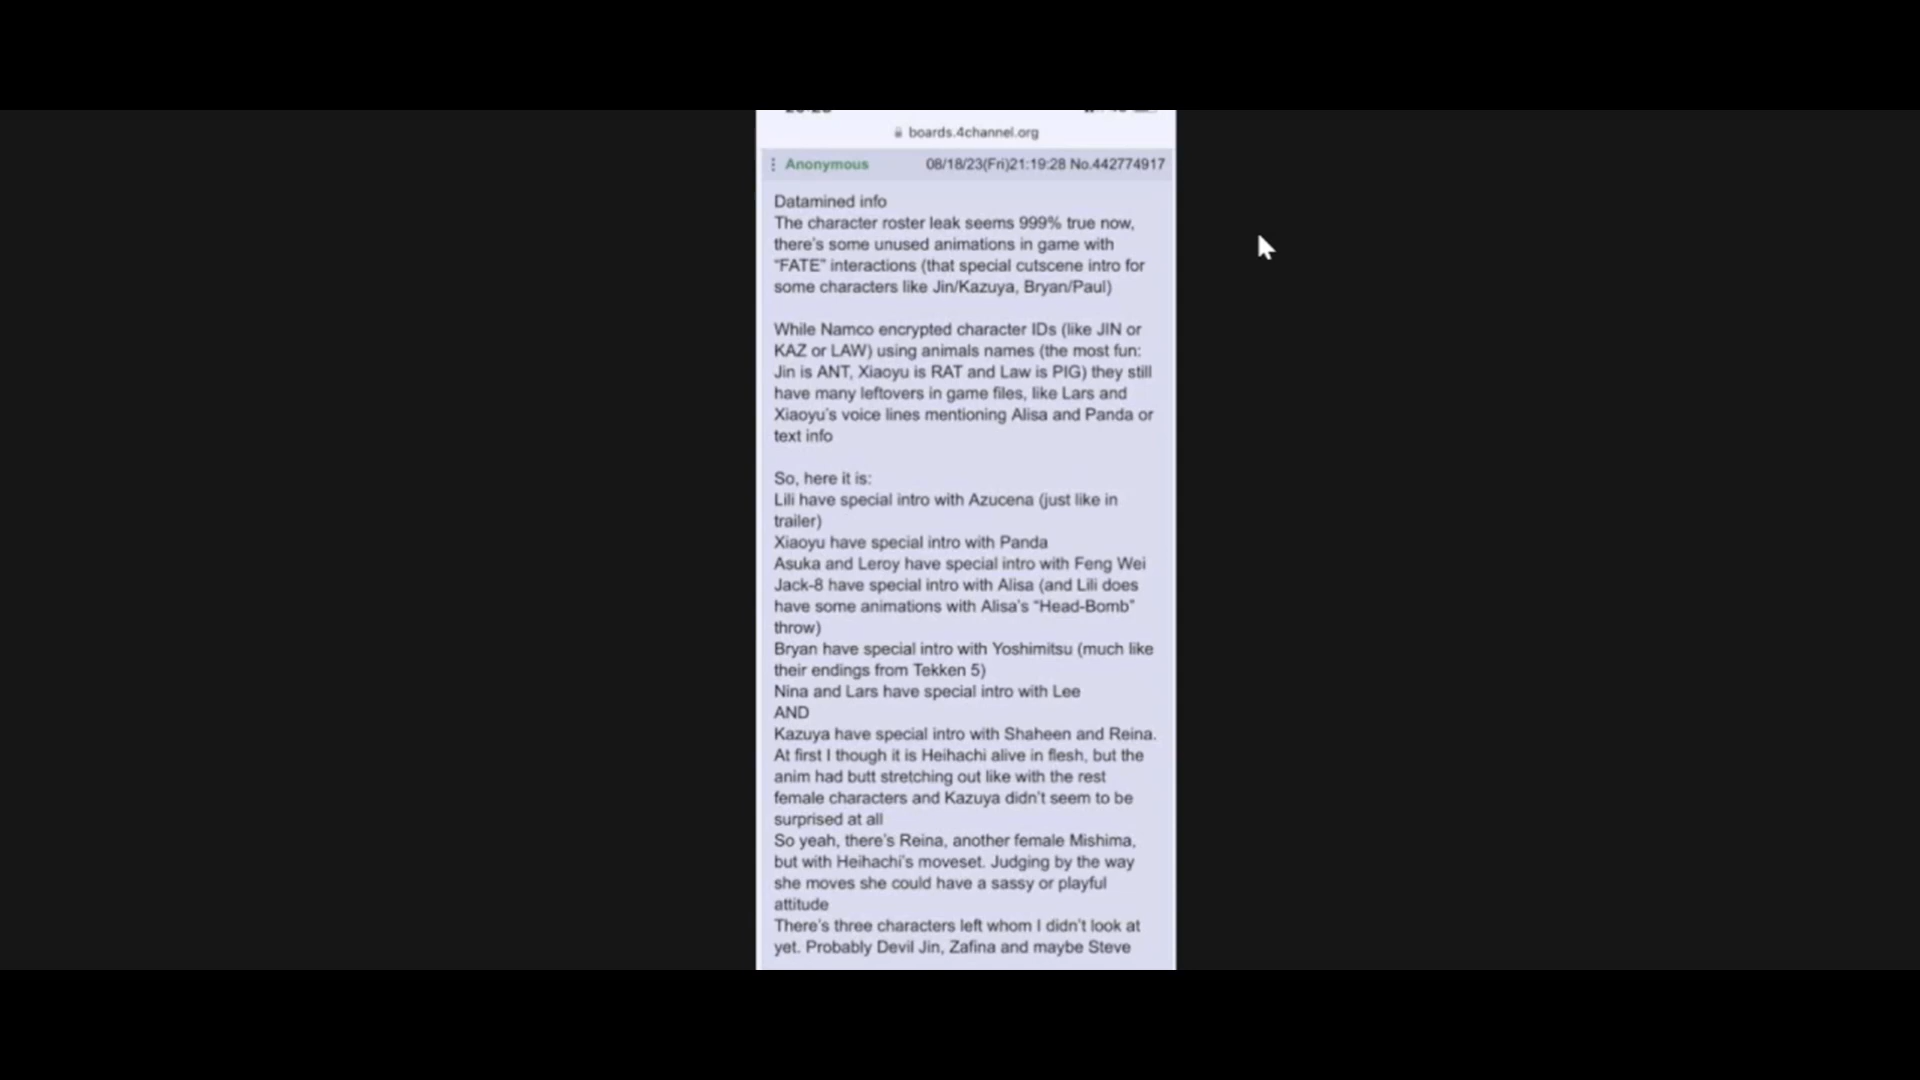 boards.4channel.org
Anonymous 08/18/23(Fri)21:19:28 No.442774917
Datamined info
The character roster leak seems 999% true now,
there's some unused animations in game with
“FATE” interactions (that special cutscene intro for
some characters like Jin/Kazuya, Bryan/Paul)
While Namco encrypted character IDs (like JIN or
KAZ or LAW) using animals names (the most fun:
Jin is ANT, Xiaoyu is RAT and Law is PIG) they still
have many leftovers in game files, like Lars and
Xiaoyu's voice lines mentioning Alisa and Panda or
text info
So, here it is:
Lili have special intro with Azucena (just like in
trailer)
Xiaoyu have special intro with Panda
Asuka and Leroy have special intro with Feng Wei
Jack-8 have special intro with Alisa (and Lili does
have some animations with Alisa's “Head-Bomb”
throw)
Bryan have special intro with Yoshimitsu (much like
their endings from Tekken 5)
Nina and Lars have special intro with Lee
AND
Kazuya have special intro with Shaheen and Reina.
At first I though it is Heihachi alive in flesh, but the
anim had butt stretching out like with the rest
female characters and Kazuya didn't seem to be
surprised at all
So yeah, there's Reina, another female Mishima,
but with Heihachi's moveset. Judging by the way
she moves she could have a sassy or playful
attitude
There's three characters left whom I didn't look at
yet. Probably Devil Jin, Zafina and maybe Steve